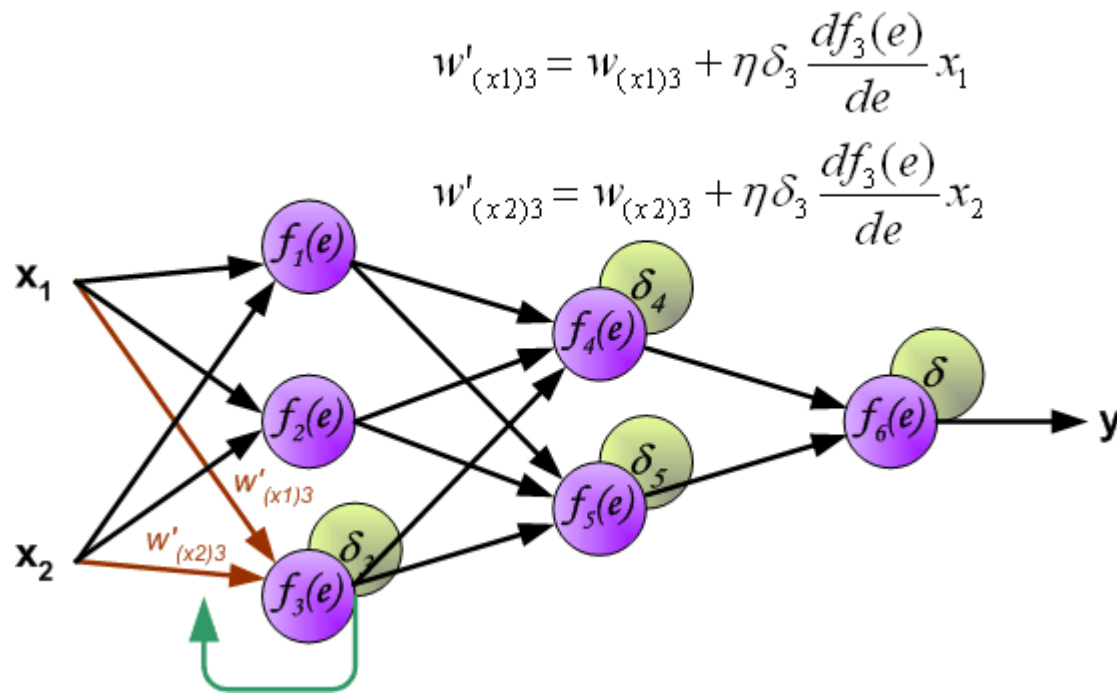 w'(x1)3 = w(x1)3 + ηδ3 df3(e)/de x1
w'(x2)3 = w(x2)3 + ηδ3 df3(e)/de x2
f1(e)
x1
δ4
f4(e)
δ
f6(e)
y
f2(e)
δ5
f5(e)
w'(x1)3
w'(x2)3
x2
δ3
f3(e)